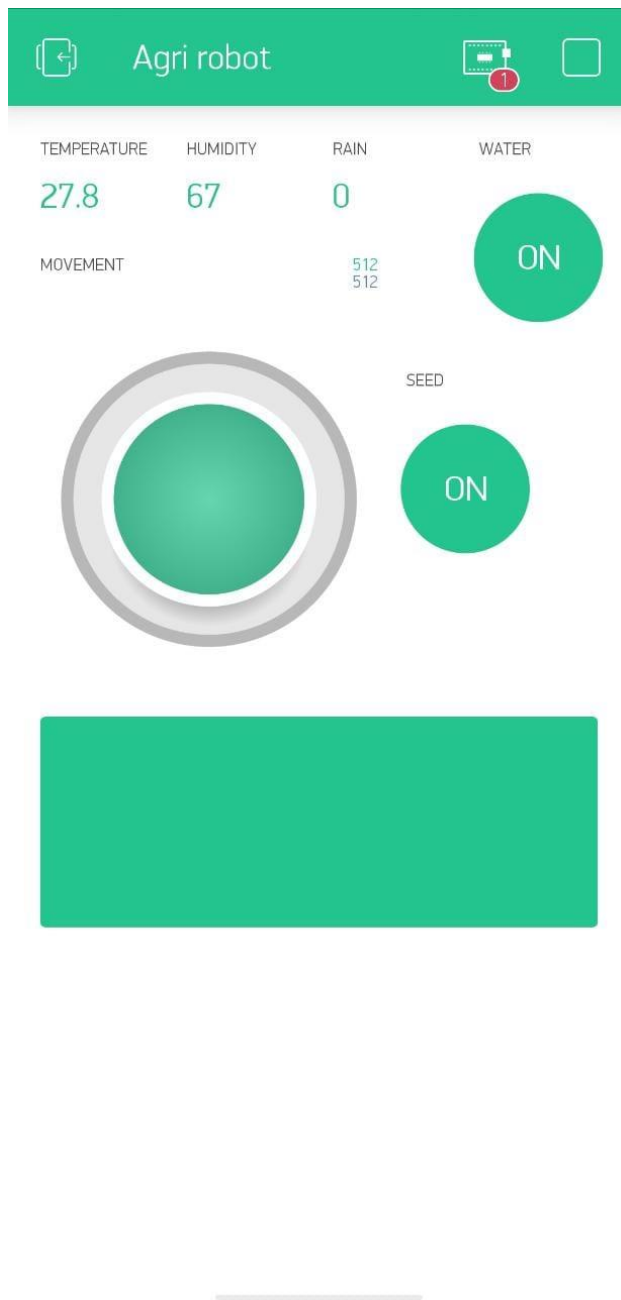 Agri robot
1
TEMPERATURE HUMIDITY RAIN WATER
27.8 67 0
ON
MOVEMENT 512
512
SEED
ON